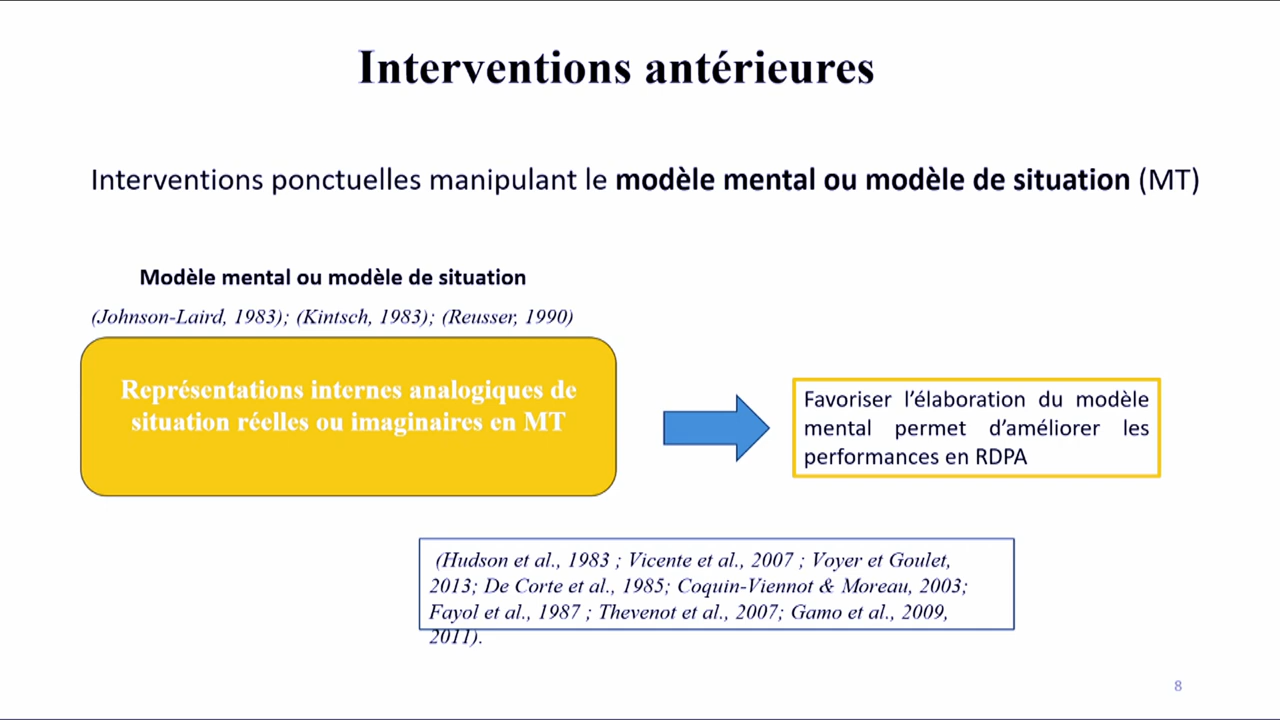 Interventions antérieures
Interventions ponctuelles manipulant le modèle mental ou modèle de situation (MT)
Modèle mental ou modèle de situation
(Johnson-Laird, 1983); (Kintsch, 1983); (Reusser, 1990)
Représentations internes analogiques de
situation réelles ou imaginaires en MT
Favoriser l’élaboration du modèle
mental permet d’améliorer les
performances en RDPA
(Hudson et al., 1983 ; Vicente et al., 2007 ; Voyer et Goulet,
2013; De Corte et al., 1985; Coquin-Viennot & Moreau, 2003;
Fayol et al., 1987 ; Thevenot et al., 2007; Gamo et al., 2009,
2011).
8